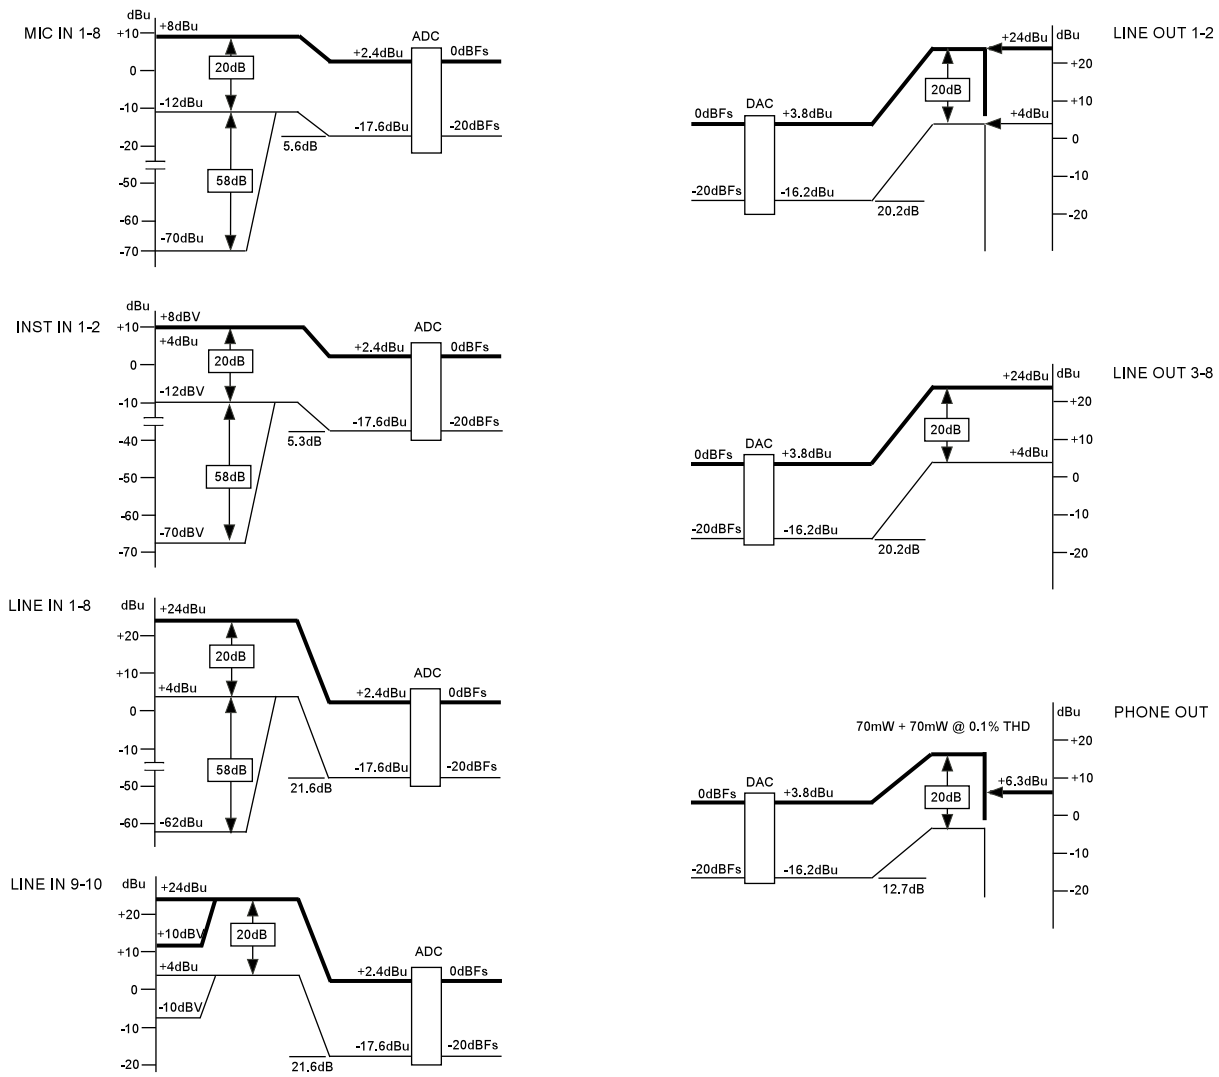 MIC IN 1-8
dBu
+8dBu
+10
0
-10
-20
-50
-60
-70
20dB
-12dBu
58dB
-70dBu
5.6dB
+2.4dBu
-17.6dBu
ADC
0dBFs
-20dBFs
INST IN 1-2
dBu
+8dBV
+10
+4dBu
0
-10
-40
-50
-60
-70
20dB
-12dBV
58dB
-70dBV
5.3dB
+2.4dBu
-17.6dBu
ADC
0dBFs
-20dBFs
LINE IN 1-8
dBu
+24dBu
+20
+10
0
-10
-50
-60
20dB
+4dBu
58dB
-62dBu
21.6dB
+2.4dBu
-17.6dBu
ADC
0dBFs
-20dBFs
LINE IN 9-10
dBu
+24dBu
+20
+10dBV
+10
+4dBu
0
-10dBV
-10
-20
20dB
21.6dB
+2.4dBu
-17.6dBu
ADC
0dBFs
-20dBFs
LINE OUT 1-2
0dBFs
-20dBFs
DAC
+3.8dBu
-16.2dBu
20.2dB
20dB
+24dBu
+4dBu
dBu
+20
+10
0
-10
-20
LINE OUT 3-8
0dBFs
-20dBFs
DAC
+3.8dBu
-16.2dBu
20.2dB
20dB
+24dBu
+4dBu
dBu
+20
+10
0
-10
-20
PHONE OUT
70mW + 70mW @ 0.1% THD
0dBFs
-20dBFs
DAC
+3.8dBu
-16.2dBu
12.7dB
20dB
+6.3dBu
dBu
+20
+10
0
-10
-20